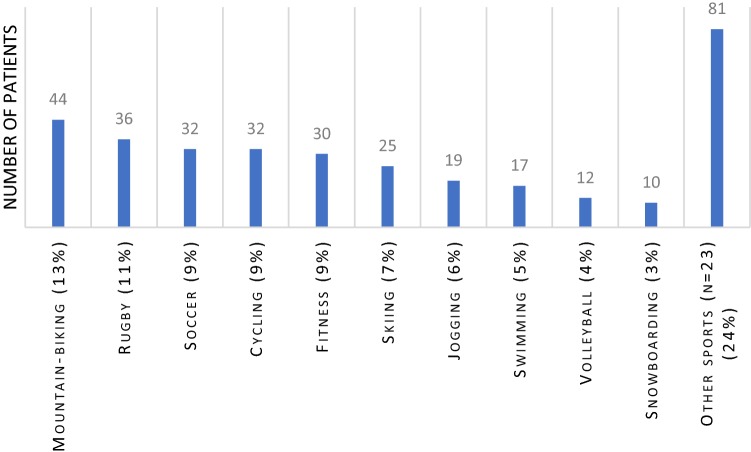 NUMBER OF PATIENTS
44
36
32
32
30
25
19
17
12
10
81
MOUNTAIN-BIKING (13%)
RUGBY (11%)
SOCCER (9%)
CYCLING (9%)
FITNESS (9%)
SKIING (7%)
JOGGING (6%)
SWIMMING (5%)
VOLLEYBALL (4%)
SNOWBOARDING (3%)
OTHER SPORTS (N=23)
(24%)